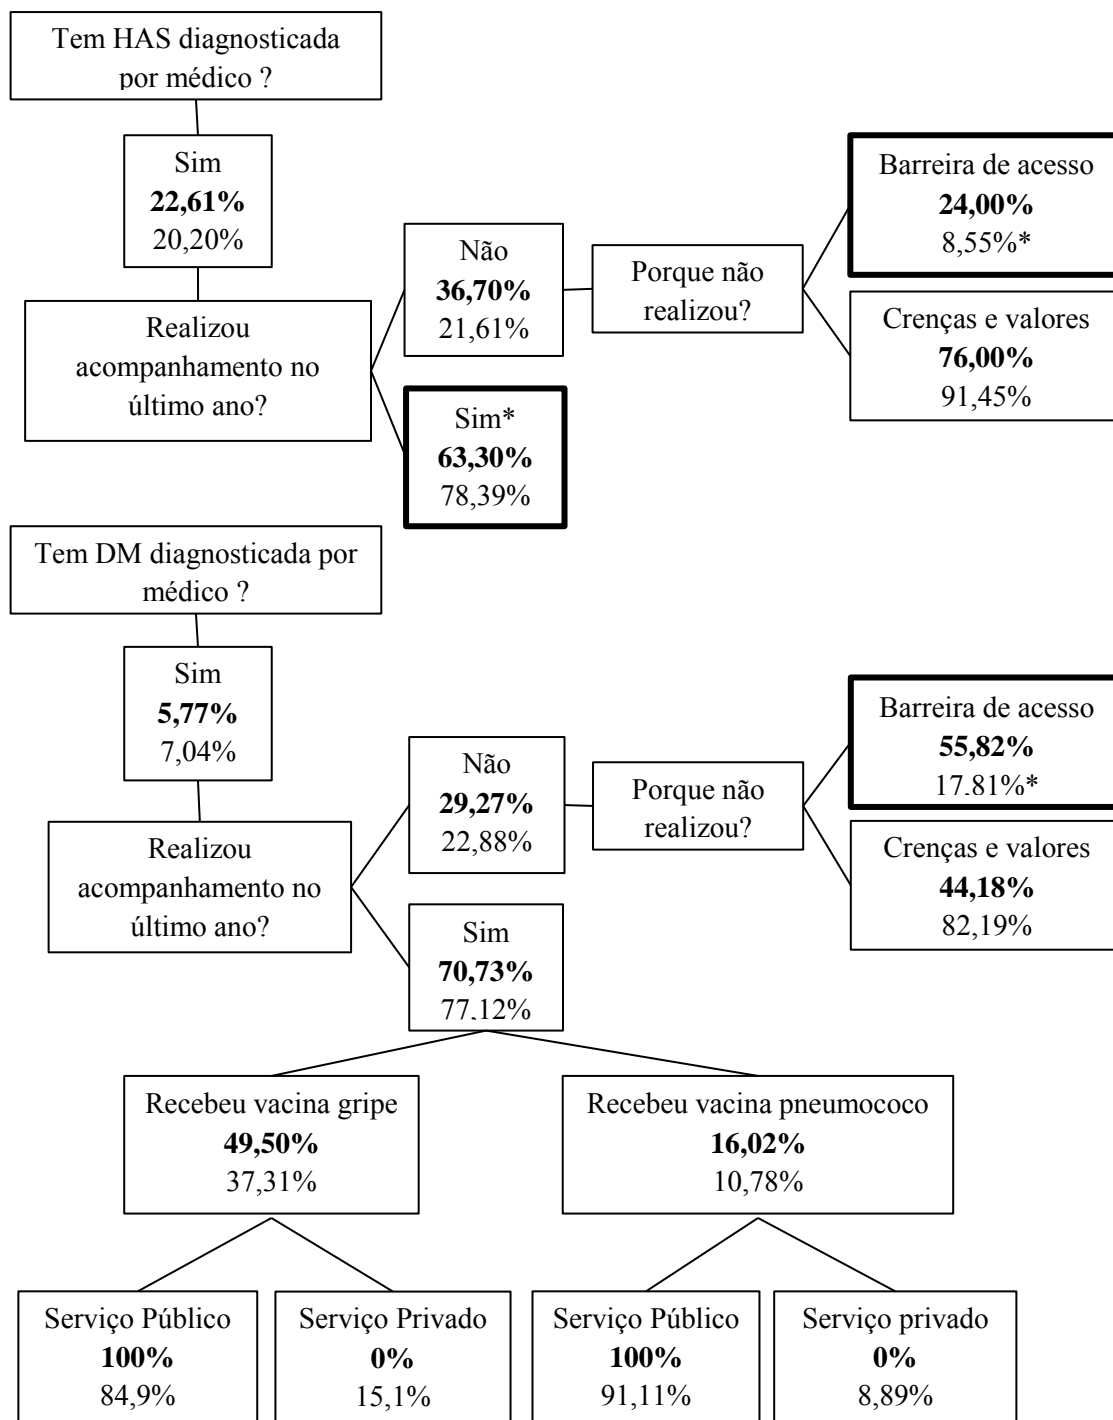 Tem HAS diagnosticada
por médico ?
Sim
22,61%
20,20%
Realizou
acompanhamento no
último ano?
Não
36,70%
21,61%
Sim*
63,30%
78,39%
Porque não
realizou?
Barreira de acesso
24,00%
8,55%*
Crenças e valores
76,00%
91,45%
Tem DM diagnosticada por
médico ?
Sim
5,77%
7,04%
Realizou
acompanhamento no
último ano?
Não
29,27%
22,88%
Sim
70,73%
77,12%
Porque não
realizou?
Barreira de acesso
55,82%
17,81%*
Crenças e valores
44,18%
82,19%
Recebeu vacina gripe
49,50%
37,31%
Recebeu vacina pneumococo
16,02%
10,78%
Serviço Público
100%
84,9%
Serviço Privado
0%
15,1%
Serviço Público
100%
91,11%
Serviço privado
0%
8,89%